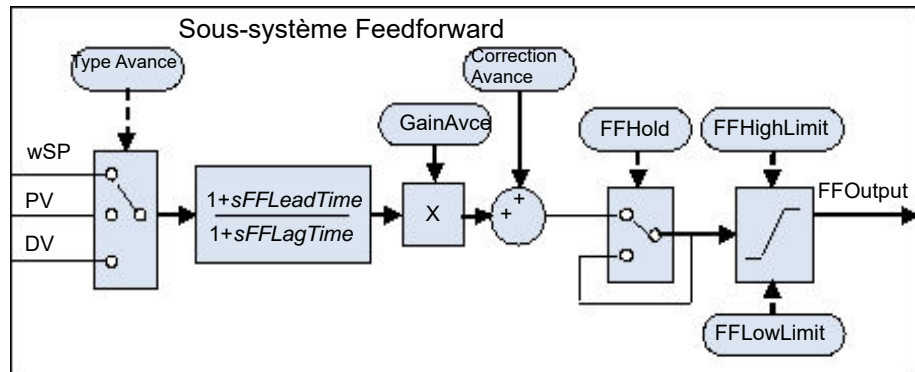 Sous-système Feedforward
Type Avance
Correction
Avance
GainAvce
FFHold
FFHighLimit
wSP
PV
DV
1+sFFLeadTime
1+sFFLagTime
X
+
+
FFOutput
FFLowLimit